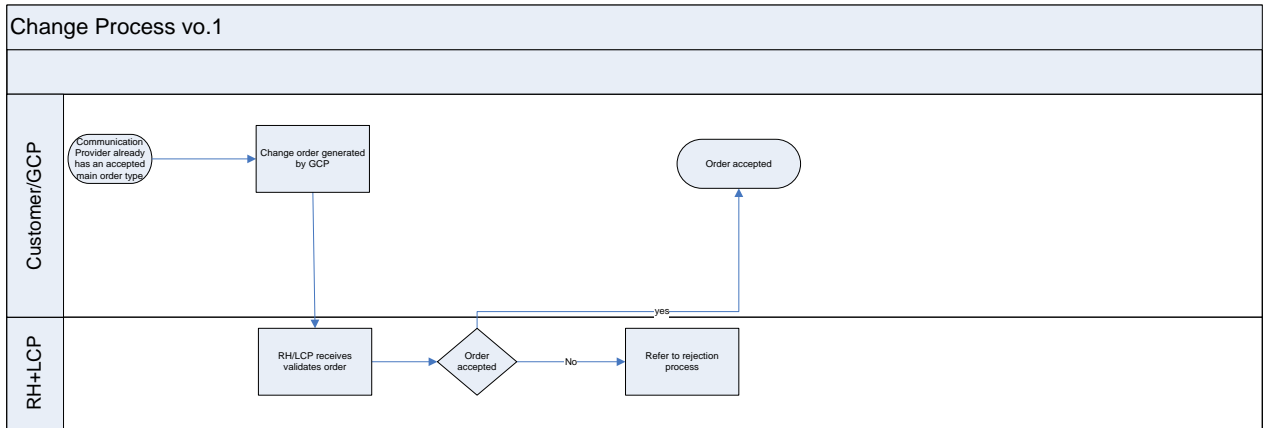 Change Process vo.1
Customer/GCP
Communication
Provider already
has an accepted
main order type
Change order generated
by GCP
Order accepted
yes
RH+LCP
RH/LCP receives
validates order
Order
accepted
No
Refer to rejection
process